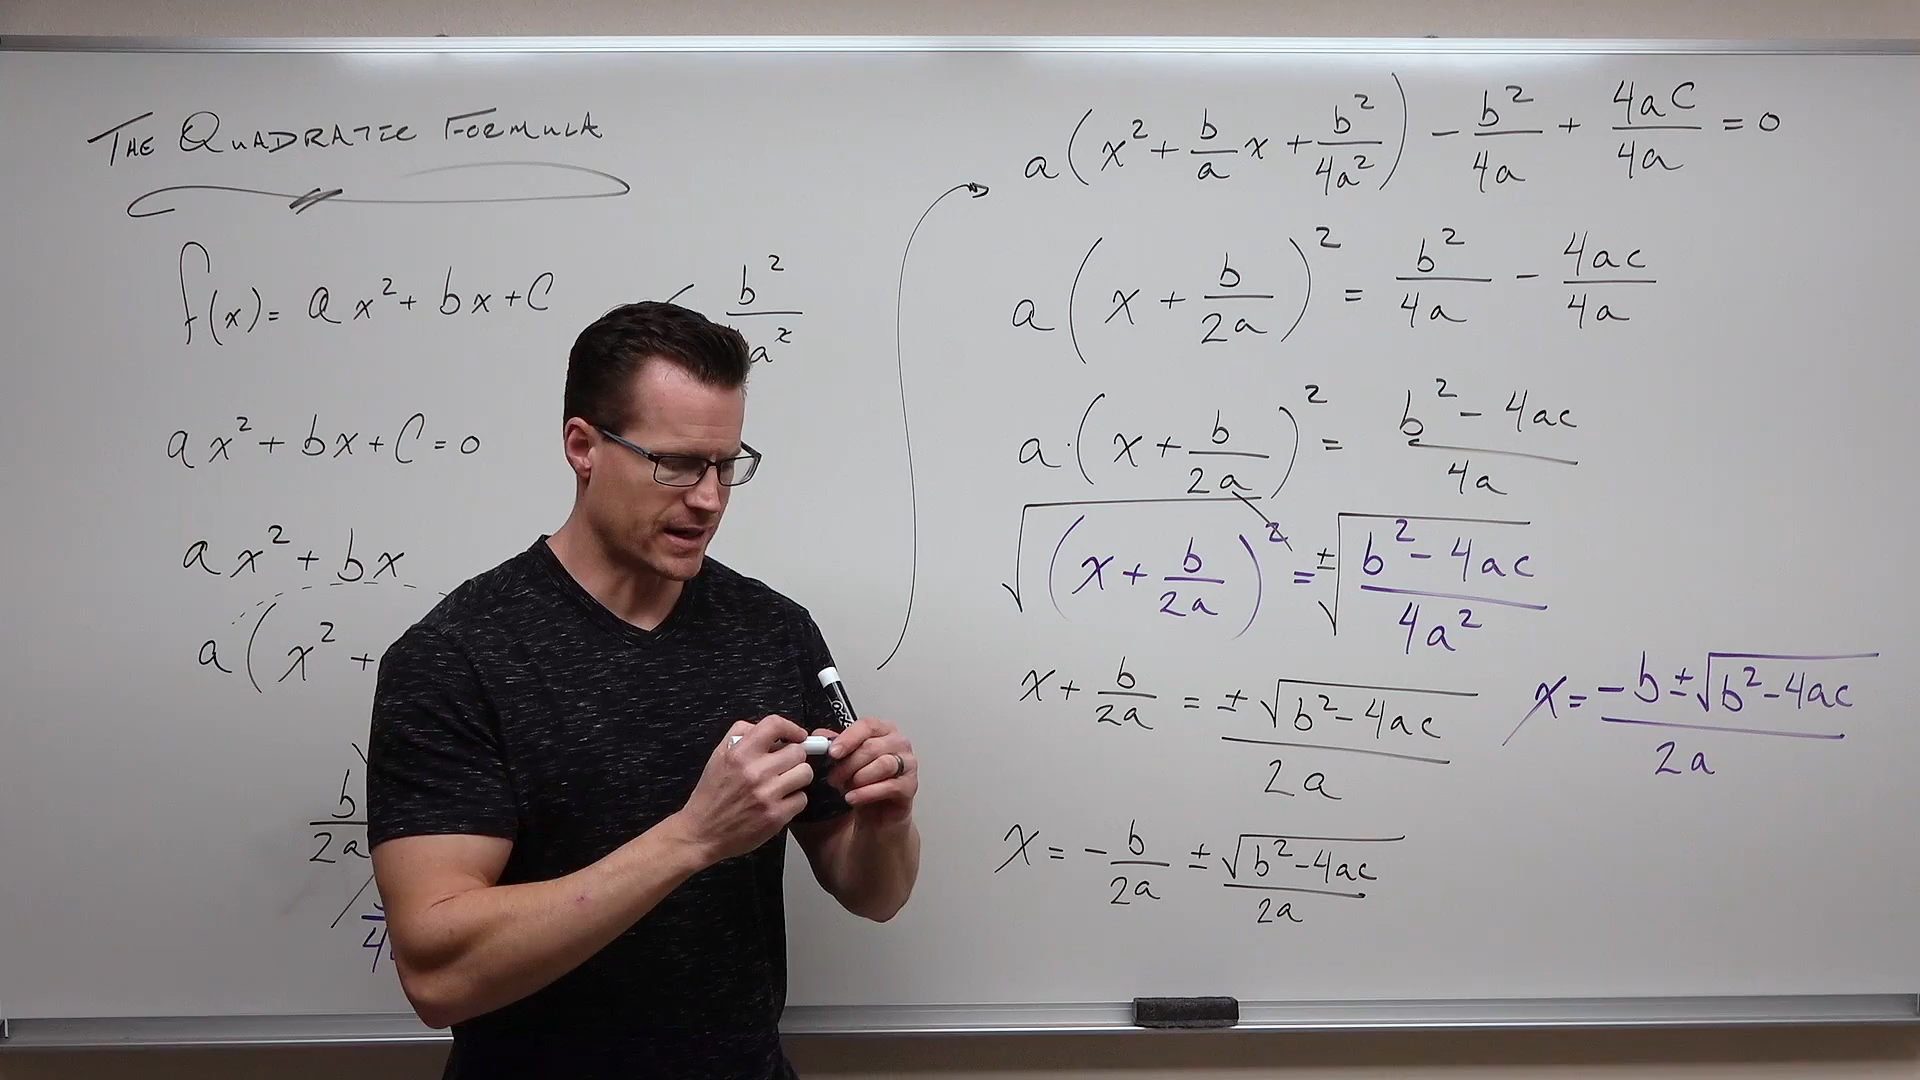 THE QUADRATIC FORMULA
f(x) = ax² + bx + C
b² / a²
ax² + bx + C = 0
ax² + bx
a(x² +
b / 2a
4
a(x² + b/a x + b²/4a²) - b²/4a + 4aC/4a = 0
a(x + b/2a)² = b²/4a - 4ac/4a
a·(x + b/2a)² = (b² - 4ac)/4a
√(x + b/2a)² = ±√((b² - 4ac)/4a²)
x + b/2a = ±√(b² - 4ac) / 2a
x = (-b ± √(b² - 4ac)) / 2a
x = -b/2a ± √(b² - 4ac) / 2a